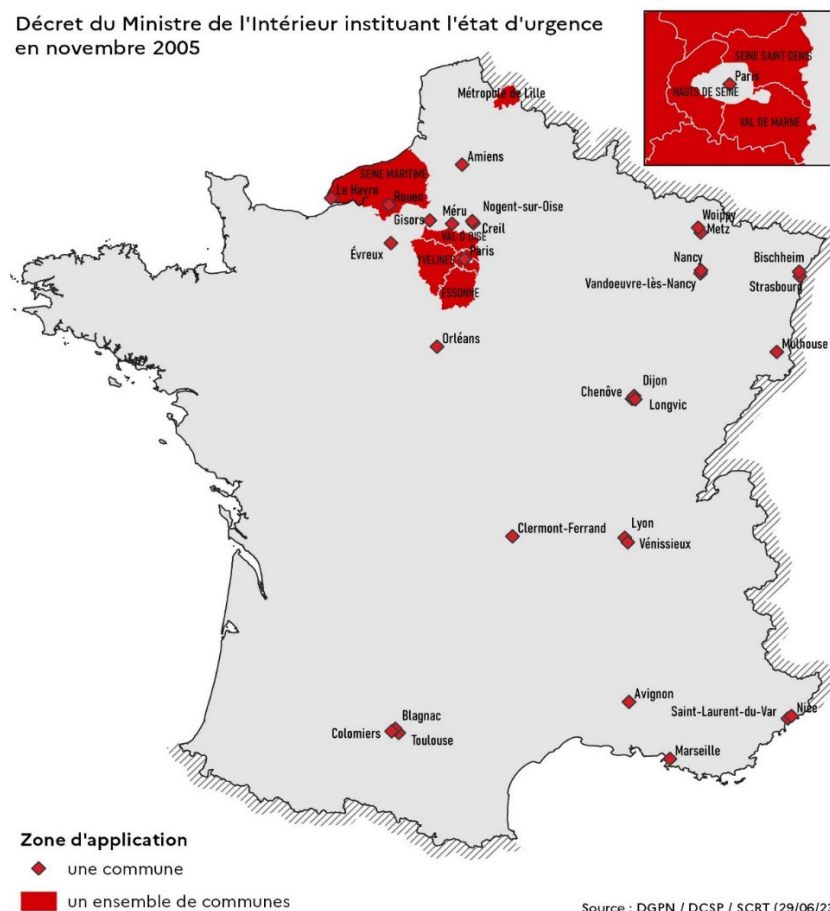 Décret du Ministre de l'Intérieur instituant l'état d'urgence
en novembre 2005
SEINE SAINT DENIS
Paris
HAUTS DE SEINE
VAL DE MARNE
Métropole de Lille
Amiens
SEINE MARITIME
Le Havre
Rouen
Gisors
Méru
Nogent-sur-Oise
Creil
VAL D'OISE
Évreux
Paris
YVELINES
ESSONNE
Woippy
Metz
Nancy
Vandoeuvre-lès-Nancy
Bischheim
Strasbourg
Orléans
Mulhouse
Dijon
Chenôve
Longvic
Clermont-Ferrand
Lyon
Vénissieux
Avignon
Saint-Laurent-du-Var
Nice
Blagnac
Colomiers
Toulouse
Marseille
Zone d'application
une commune
un ensemble de communes
Source : DGPN / DCSP / SCRT (29/06/23